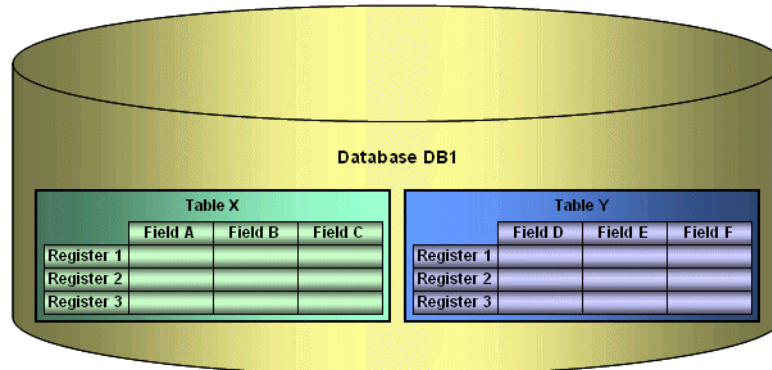 Database DB1
Table X
Field A Field B Field C
Register 1
Register 2
Register 3
Table Y
Field D Field E Field F
Register 1
Register 2
Register 3